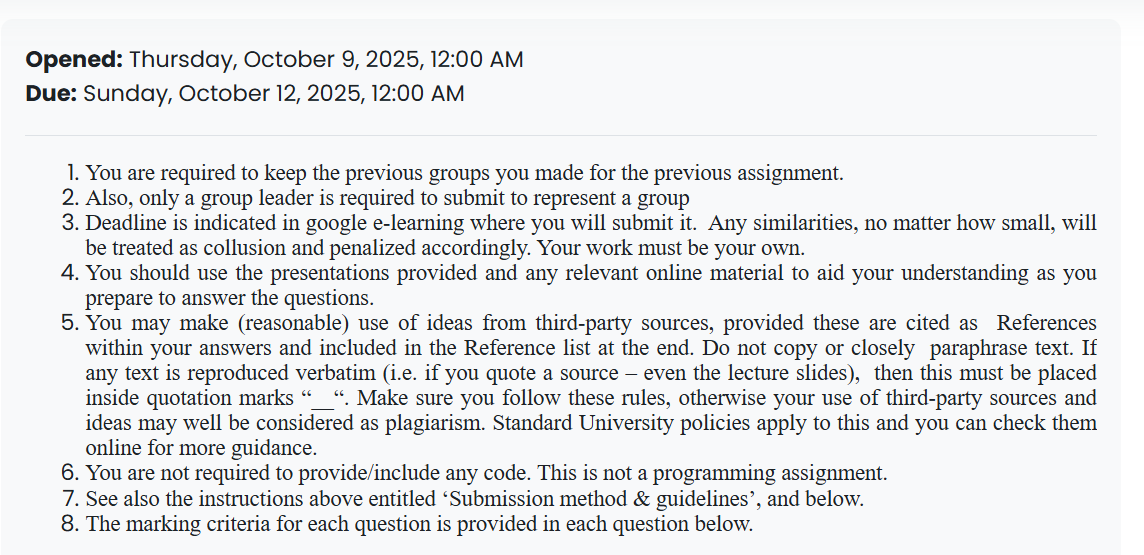 Opened: Thursday, October 9, 2025, 12:00 AM
Due: Sunday, October 12, 2025, 12:00 AM
1. You are required to keep the previous groups you made for the previous assignment.
2. Also, only a group leader is required to submit to represent a group
3. Deadline is indicated in google e-learning where you will submit it. Any similarities, no matter how small, will
be treated as collusion and penalized accordingly. Your work must be your own.
4. You should use the presentations provided and any relevant online material to aid your understanding as you
prepare to answer the questions.
5. You may make (reasonable) use of ideas from third-party sources, provided these are cited as References
within your answers and included in the Reference list at the end. Do not copy or closely paraphrase text. If
any text is reproduced verbatim (i.e. if you quote a source – even the lecture slides), then this must be placed
inside quotation marks “__“. Make sure you follow these rules, otherwise your use of third-party sources and
ideas may well be considered as plagiarism. Standard University policies apply to this and you can check them
online for more guidance.
6. You are not required to provide/include any code. This is not a programming assignment.
7. See also the instructions above entitled ‘Submission method & guidelines’, and below.
8. The marking criteria for each question is provided in each question below.